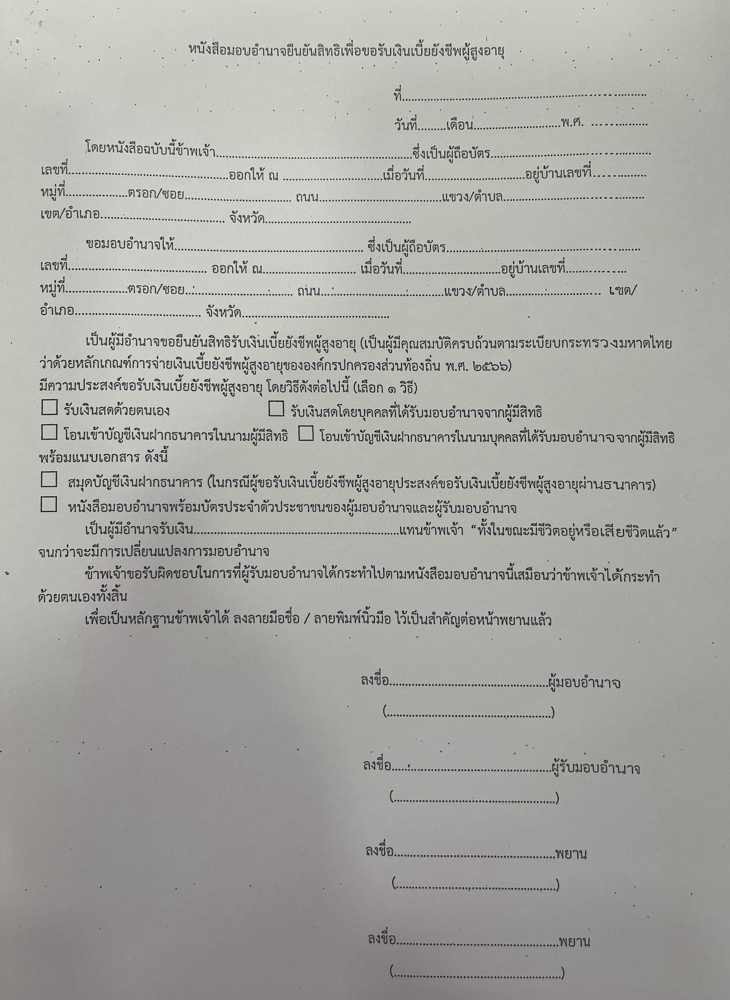 หนังสือมอบอำนาจยืนยันสิทธิเพื่อขอรับเงินเบี้ยยังชีพผู้สูงอายุ
ที่................................................................................
วันที่.........เดือน............................พ.ศ. ...................
โดยหนังสือฉบับนี้ข้าพเจ้า................................................................ซึ่งเป็นผู้ถือบัตร....................................................
เลขที่....................................................ออกให้ ณ ................................เมื่อวันที่................................อยู่บ้านเลขที่.................
หมู่ที่....................ตรอก/ซอย.................................. ถนน........................................แขวง/ตำบล..............................................
เขต/อำเภอ........................................ จังหวัด...............................................
ขอมอบอำนาจให้............................................................. ซึ่งเป็นผู้ถือบัตร..............................................................
เลขที่............................................. ออกให้ ณ.............................. เมื่อวันที่................................อยู่บ้านเลขที่....................
หมู่ที่....................ตรอก/ซอย.................................. ถนน........................................แขวง/ตำบล............................... เขต/
อำเภอ......................................... จังหวัด...............................................
เป็นผู้มีอำนาจขอยืนยันสิทธิรับเงินเบี้ยยังชีพผู้สูงอายุ (เป็นผู้มีคุณสมบัติครบถ้วนตามระเบียบกระทรวงมหาดไทย
ว่าด้วยหลักเกณฑ์การจ่ายเงินเบี้ยยังชีพผู้สูงอายุขององค์กรปกครองส่วนท้องถิ่น พ.ศ. ๒๕๖๖)
มีความประสงค์ขอรับเงินเบี้ยยังชีพผู้สูงอายุ โดยวิธีดังต่อไปนี้ (เลือก ๑ วิธี)
☐ รับเงินสดด้วยตนเอง ☐ รับเงินสดโดยบุคคลที่ได้รับมอบอำนาจจากผู้มีสิทธิ
☐ โอนเข้าบัญชีเงินฝากธนาคารในนามผู้มีสิทธิ ☐ โอนเข้าบัญชีเงินฝากธนาคารในนามบุคคลที่ได้รับมอบอำนาจจากผู้มีสิทธิ
พร้อมแนบเอกสาร ดังนี้
☐ สมุดบัญชีเงินฝากธนาคาร (ในกรณีผู้ขอรับเงินเบี้ยยังชีพผู้สูงอายุประสงค์ขอรับเงินเบี้ยยังชีพผู้สูงอายุผ่านธนาคาร)
☐ หนังสือมอบอำนาจพร้อมบัตรประจำตัวประชาชนของผู้มอบอำนาจและผู้รับมอบอำนาจ
เป็นผู้มีอำนาจรับเงิน..................................................................แทนข้าพเจ้า “ทั้งในขณะมีชีวิตอยู่หรือเสียชีวิตแล้ว”
จนกว่าจะมีการเปลี่ยนแปลงการมอบอำนาจ
ข้าพเจ้าขอรับผิดชอบในการที่ผู้รับมอบอำนาจได้กระทำไปตามหนังสือมอบอำนาจนี้เสมือนว่าข้าพเจ้าได้กระทำ
ด้วยตนเองทั้งสิ้น
เพื่อเป็นหลักฐานข้าพเจ้าได้ ลงลายมือชื่อ / ลายพิมพ์นิ้วมือ ไว้เป็นสำคัญต่อหน้าพยานแล้ว
ลงชื่อ....................................................ผู้มอบอำนาจ
(.....................................................)
ลงชื่อ....................................................ผู้รับมอบอำนาจ
(.....................................................)
ลงชื่อ....................................................พยาน
(.....................................................)
ลงชื่อ....................................................พยาน
(.....................................................)